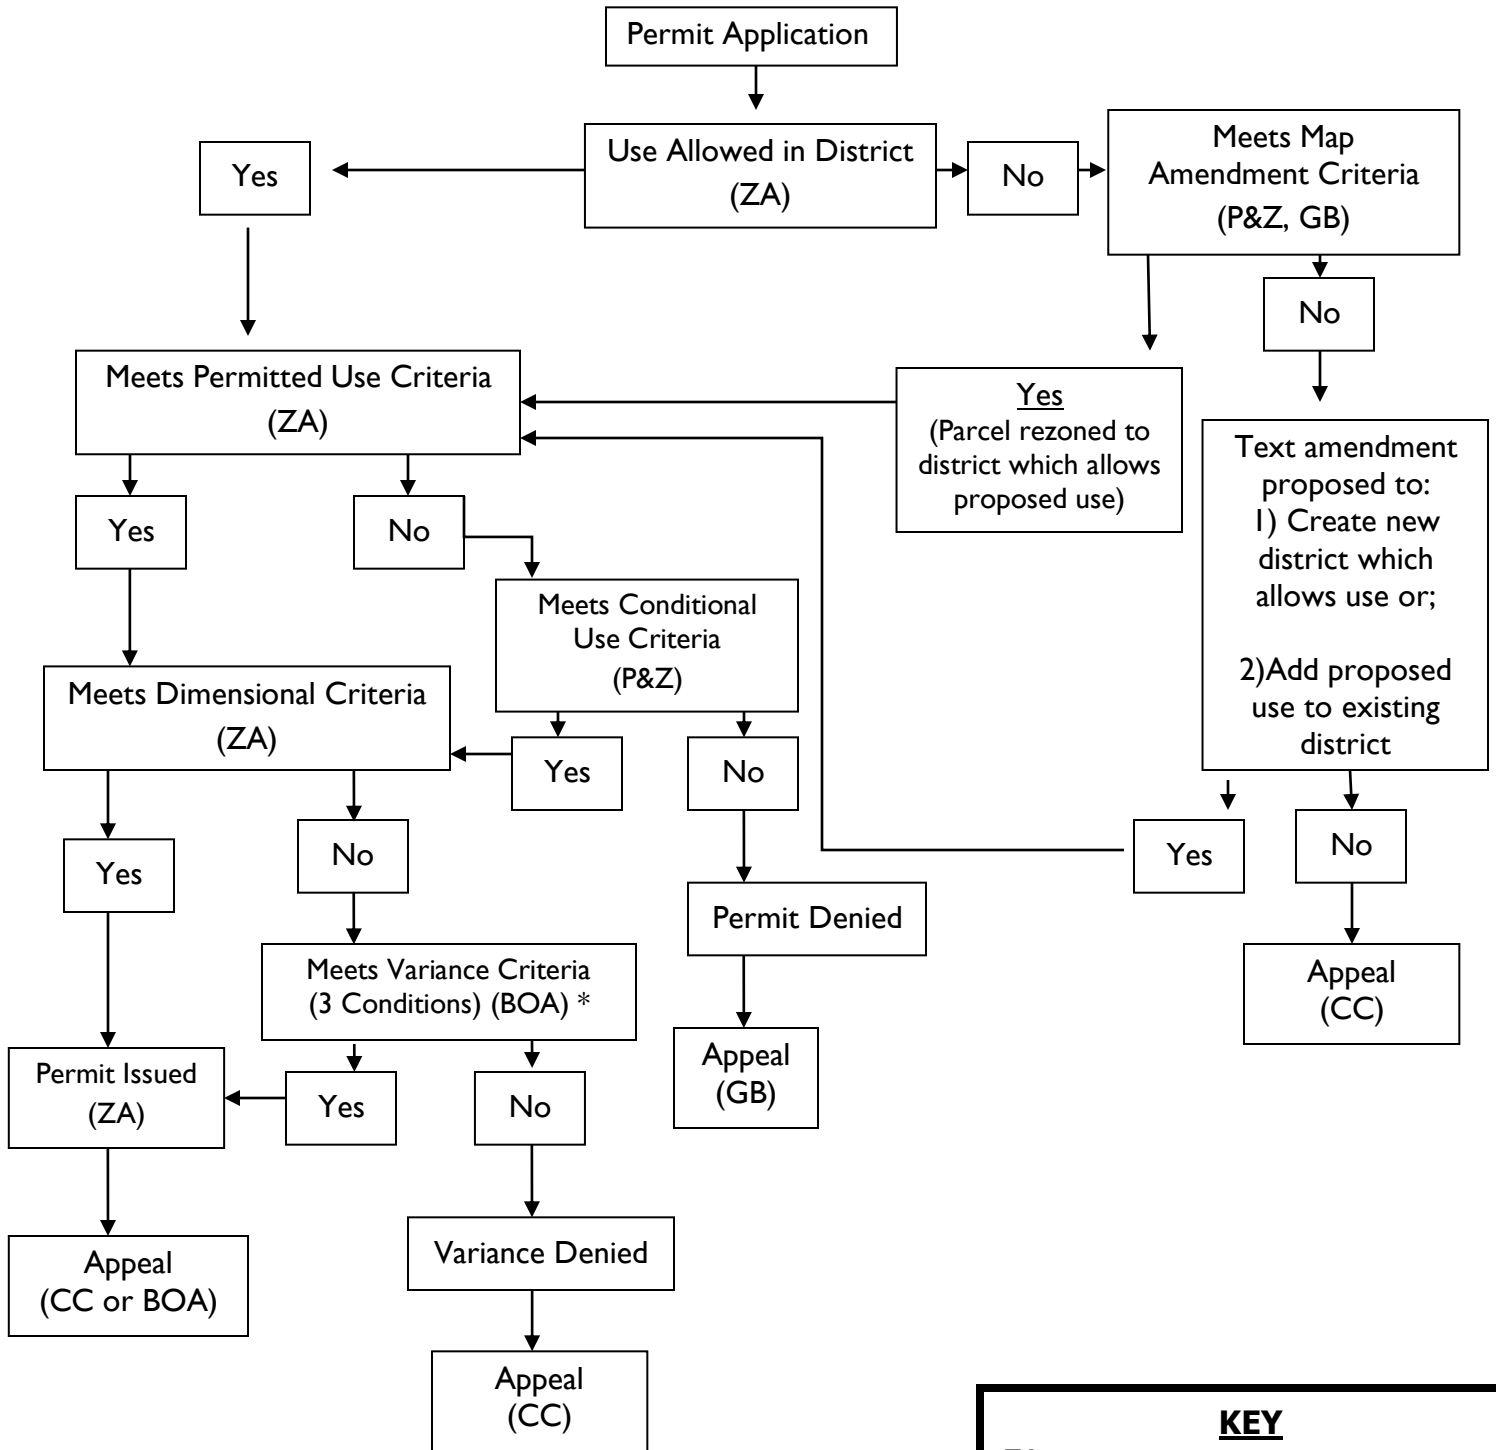 Permit Application
Use Allowed in District
(ZA)
Yes
No
Meets Map
Amendment Criteria
(P&Z, GB)
No
Meets Permitted Use Criteria
(ZA)
Yes
(Parcel rezoned to
district which allows
proposed use)
Text amendment
proposed to:
1) Create new
district which
allows use or;
2)Add proposed
use to existing
district
Yes
No
Meets Conditional
Use Criteria
(P&Z)
Meets Dimensional Criteria
(ZA)
Yes
No
Yes
No
Yes
No
Permit Denied
Appeal
(GB)
Appeal
(CC)
Meets Variance Criteria
(3 Conditions) (BOA) *
Yes
No
Permit Issued
(ZA)
Appeal
(CC or BOA)
Variance Denied
Appeal
(CC)
KEY